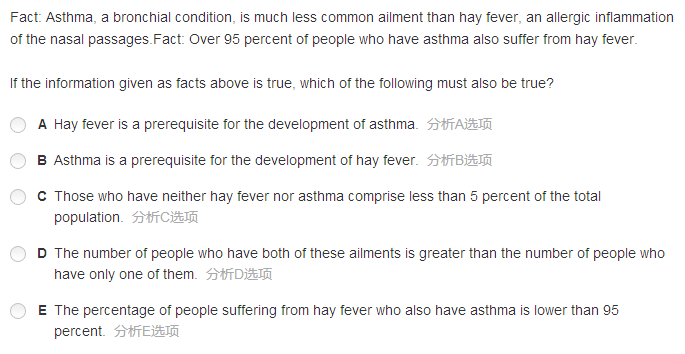 Fact: Asthma, a bronchial condition, is much less common ailment than hay fever, an allergic inflammation
of the nasal passages.Fact: Over 95 percent of people who have asthma also suffer from hay fever.
If the information given as facts above is true, which of the following must also be true?
A Hay fever is a prerequisite for the development of asthma. 分析A选项
B Asthma is a prerequisite for the development of hay fever. 分析B选项
C Those who have neither hay fever nor asthma comprise less than 5 percent of the total
population. 分析C选项
D The number of people who have both of these ailments is greater than the number of people who
have only one of them. 分析D选项
E The percentage of people suffering from hay fever who also have asthma is lower than 95
percent. 分析E选项